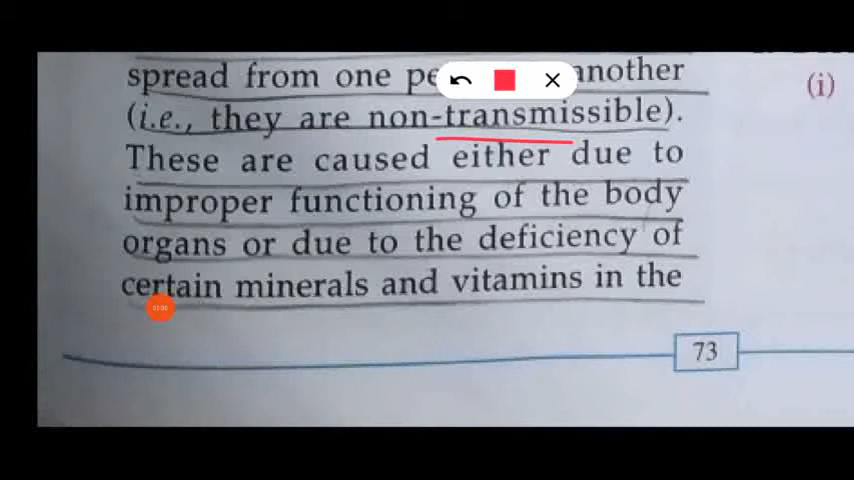 spread from one pe another
(i.e., they are non-transmissible).
These are caused either due to
improper functioning of the body
organs or due to the deficiency of
certain minerals and vitamins in the
73
(i)